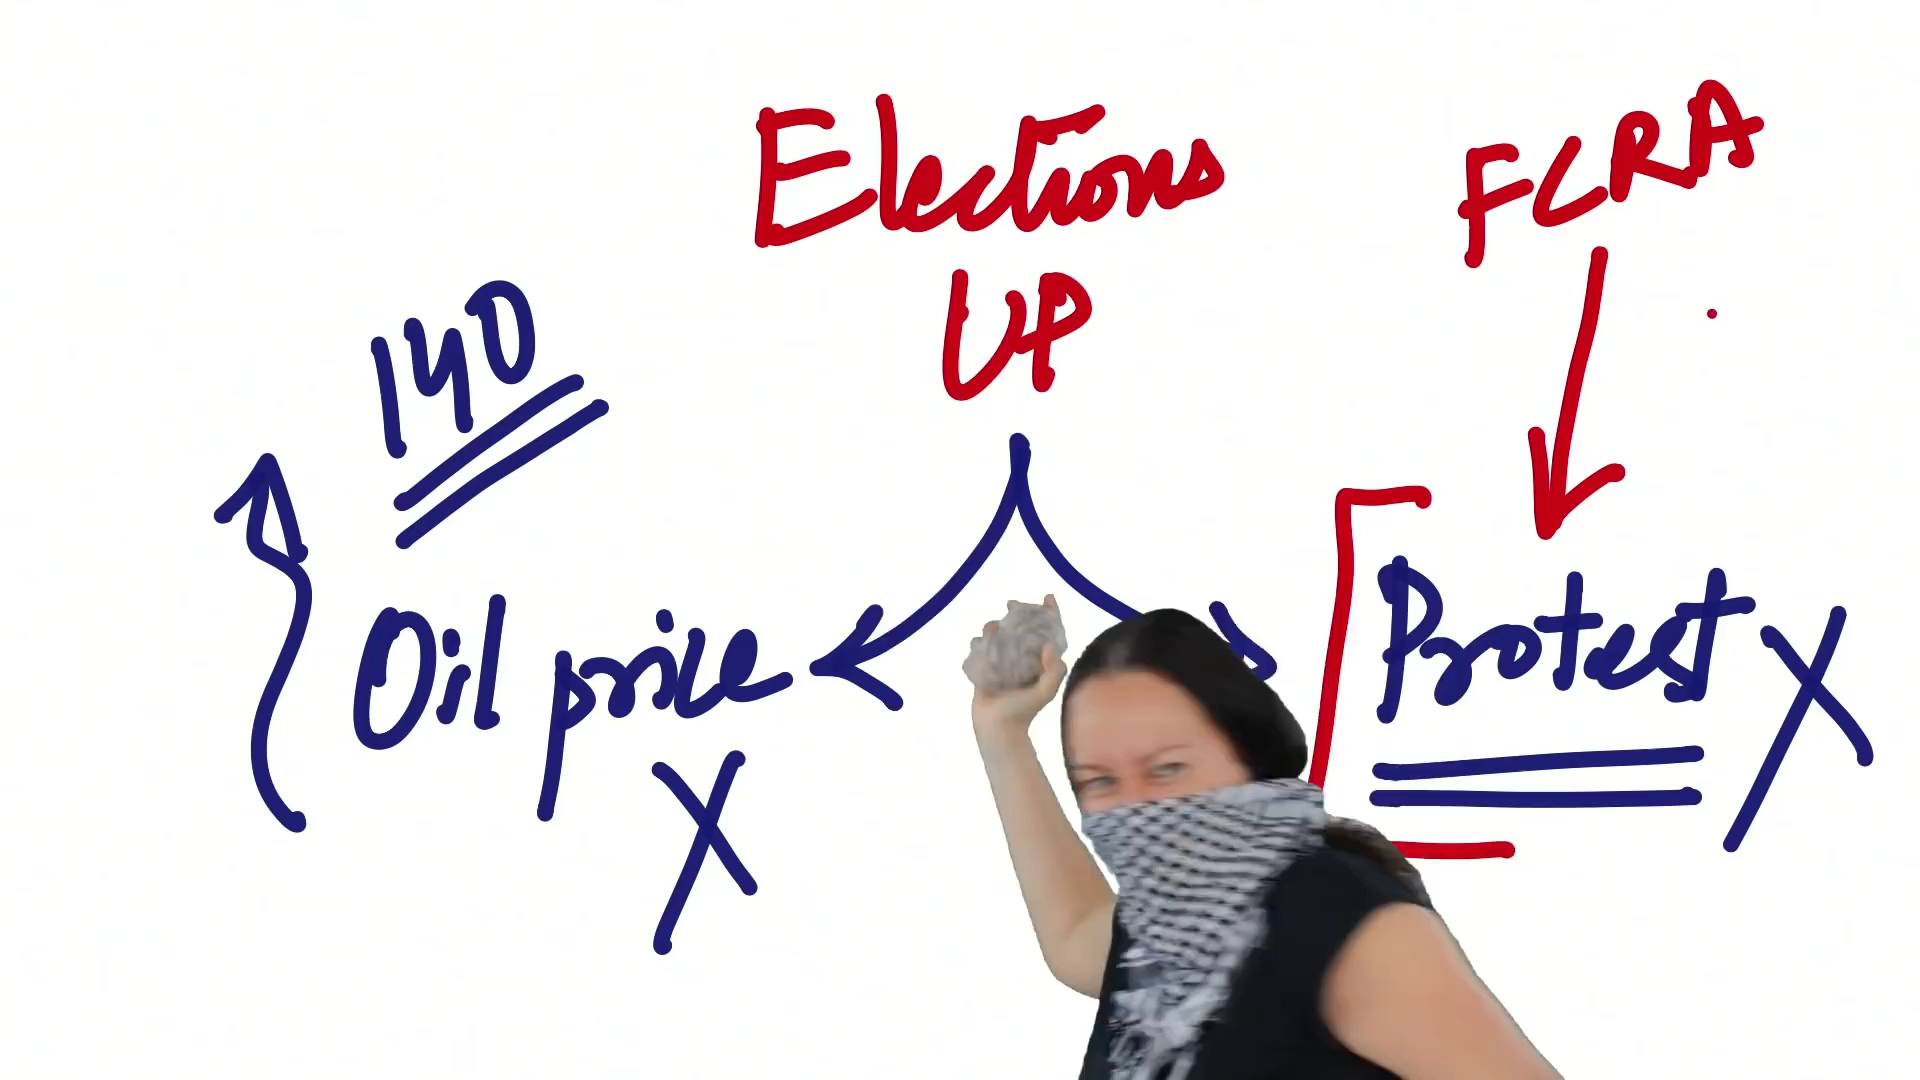 Elections
UP
FCRA
140
Oil price
X
Protest X